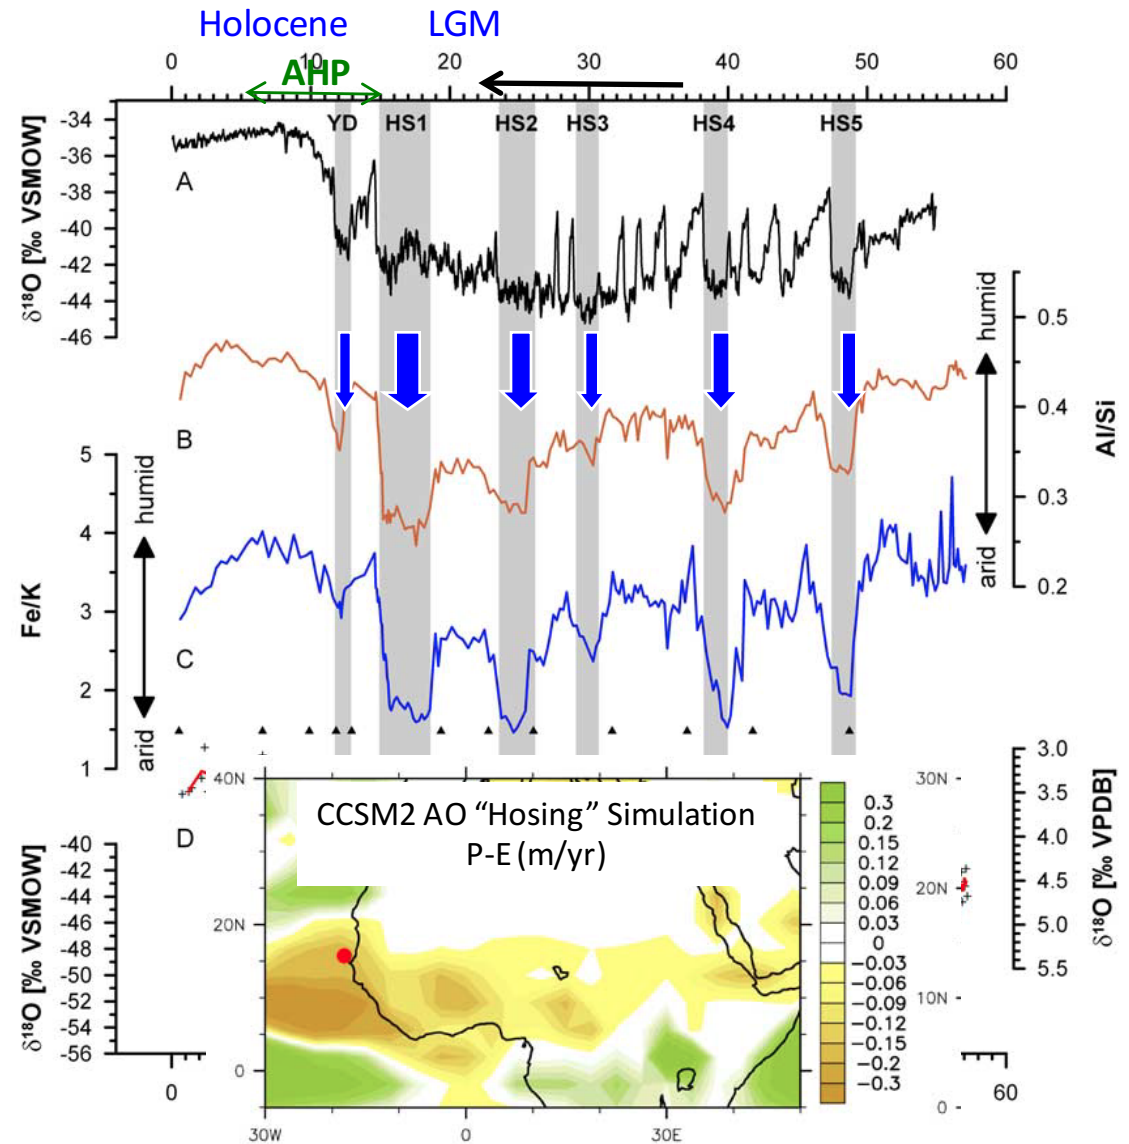 Holocene LGM
0 10 20 30 40 50 60
AHP
YD HS1 HS2 HS3 HS4 HS5
-34
-36
-38
-40
-42
-44
-46
δ18O [‰ VSMOW]
A
humid
arid
0.5
0.4
0.3
0.2
Al/Si
B
5
4
3
2
1
Fe/K
humid
arid
C
D
-40
-42
-44
-46
-48
-50
-52
-54
-56
δ18O [‰ VSMOW]
0
CCSM2 AO “Hosing” Simulation
P-E (m/yr)
40N
20N
0
30W 0 30E
0.3
0.2
0.15
0.12
0.09
0.06
0.03
0
−0.03
−0.06
−0.09
−0.12
−0.15
−0.2
−0.3
30N
20N
10N
0
3.0
3.5
4.0
4.5
5.0
5.5
δ18O [‰ VPDB]
60